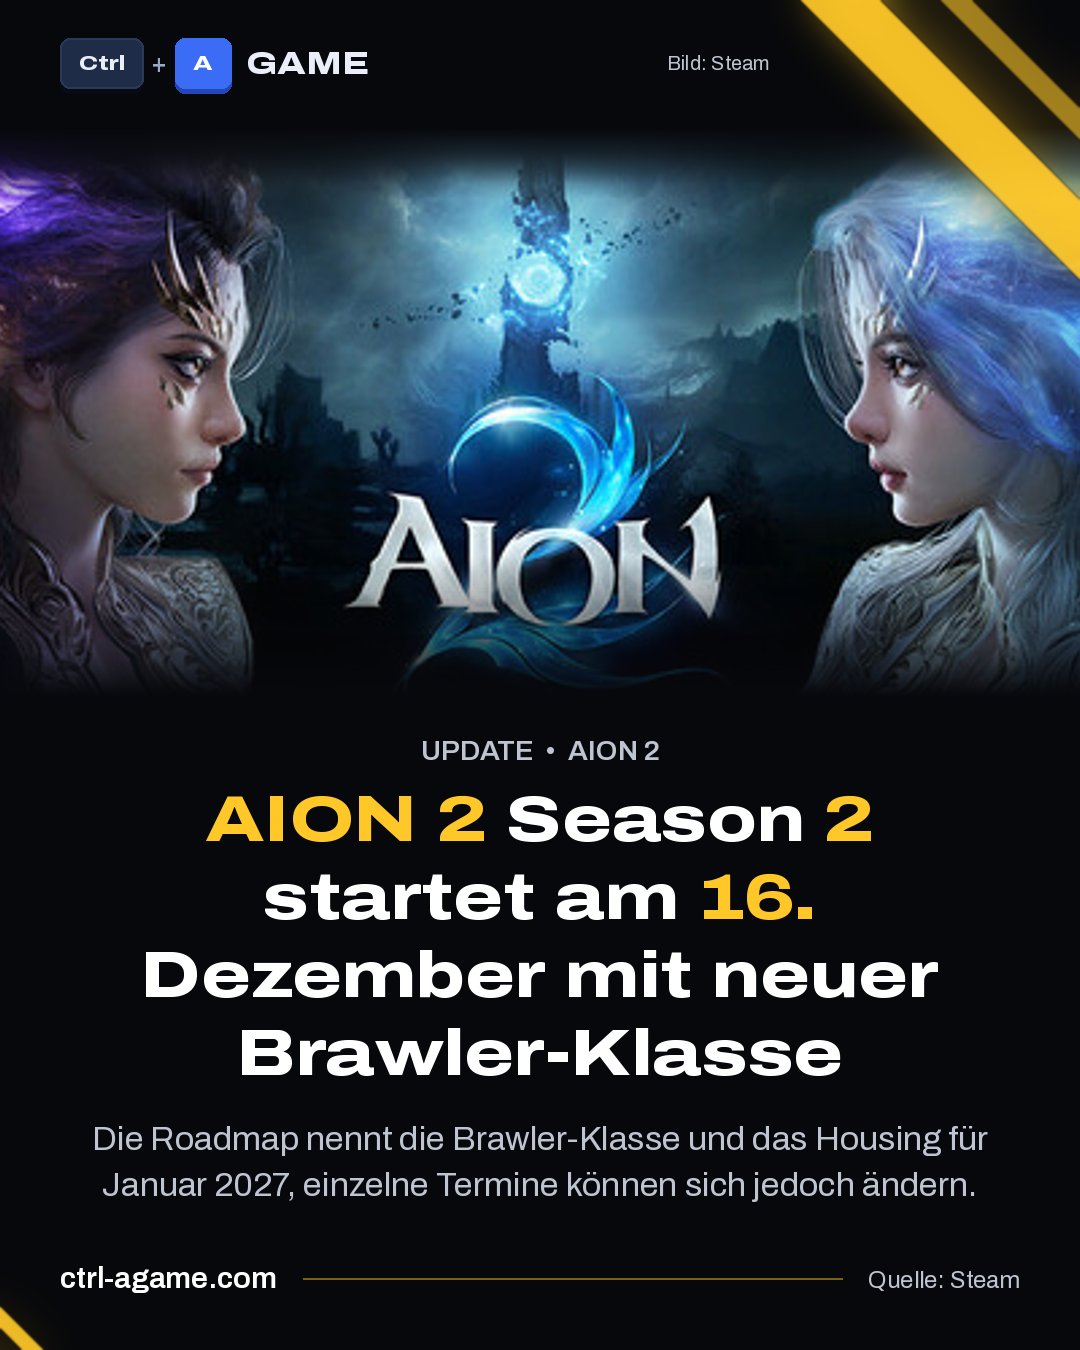 Ctrl + A GAME
Bild: Steam
2
AION
UPDATE • AION 2
AION 2 Season 2
startet am 16.
Dezember mit neuer
Brawler-Klasse
Die Roadmap nennt die Brawler-Klasse und das Housing für
Januar 2027, einzelne Termine können sich jedoch ändern.
ctrl-agame.com
Quelle: Steam